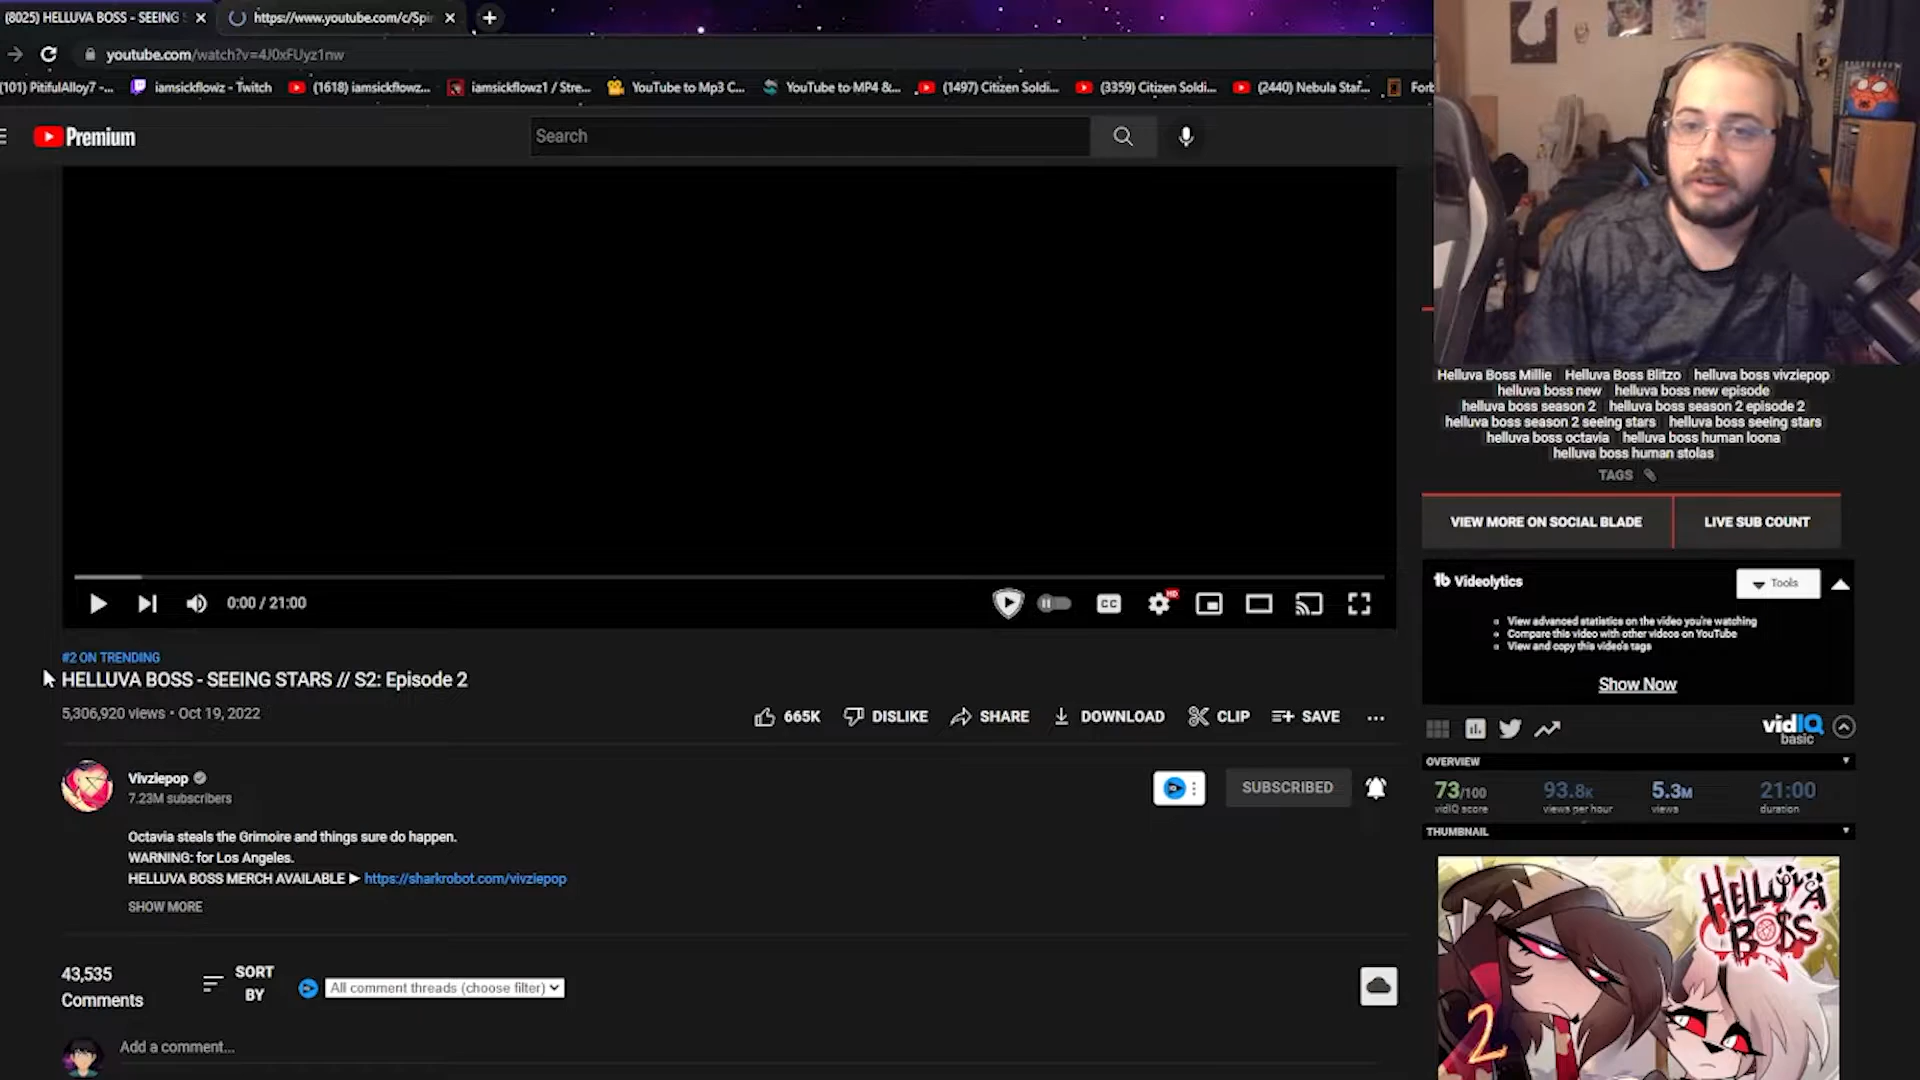 (8025) HELLUVA BOSS - SEEING S
https://www.youtube.com/c/Spin
youtube.com/watch?v=4J0xFUyz1nw
(101) PitifulAlloy7 -...
iamsickflowz - Twitch
(1618) iamsickflowz...
iamsickflowz1 / Stre...
YouTube to Mp3 C...
YouTube to MP4 &...
(1497) Citizen Soldi...
(3359) Citizen Soldi...
(2440) Nebula Star...
Forb
Premium
Search
0:00 / 21:00
CC
HD
#2 ON TRENDING
HELLUVA BOSS - SEEING STARS // S2: Episode 2
5,306,920 views • Oct 19, 2022
665K
DISLIKE
SHARE
DOWNLOAD
CLIP
SAVE
Vivziepop
7.23M subscribers
SUBSCRIBED
Octavia steals the Grimoire and things sure do happen.
WARNING: for Los Angeles.
HELLUVA BOSS MERCH AVAILABLE ▶ https://sharkrobot.com/vivziepop
SHOW MORE
43,535
Comments
SORT
BY
All comment threads (choose filter)
Add a comment...
Helluva Boss Millie Helluva Boss Blitzo helluva boss vivziepop
helluva boss new helluva boss new episode
helluva boss season 2 helluva boss season 2 episode 2
helluva boss season 2 seeing stars helluva boss seeing stars
helluva boss octavia helluva boss human loona
helluva boss human stolas
TAGS
VIEW MORE ON SOCIAL BLADE
LIVE SUB COUNT
tb Videolytics
Tools
View advanced statistics on the video you're watching
Compare this video with other videos on YouTube
View and copy this video's tags
Show Now
vidIQ
basic
OVERVIEW
73/100
vidIQ score
93.8K
views per hour
5.3M
views
21:00
duration
THUMBNAIL
HELLUVA
BOSS
2